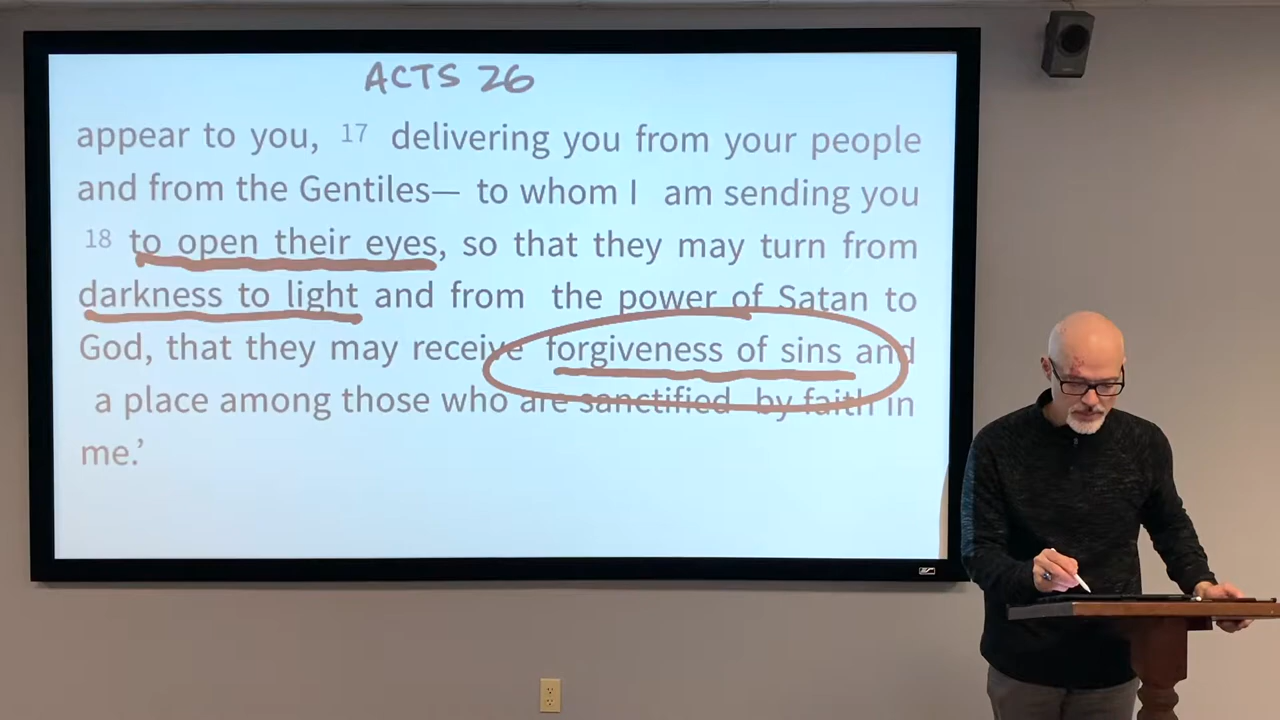 ACTS 26
appear to you, 17 delivering you from your people
and from the Gentiles— to whom I am sending you
18 to open their eyes, so that they may turn from
darkness to light and from the power of Satan to
God, that they may receive forgiveness of sins and
a place among those who are sanctified by faith in
me.’